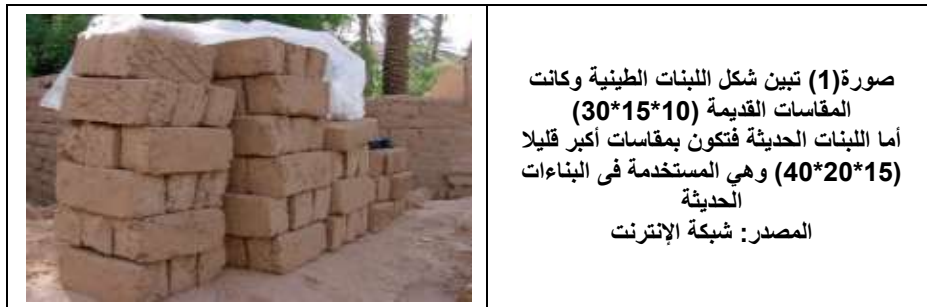 صورة(1) تبين شكل اللبنات الطينية وكانت
المقاسات القديمة (10*15*30)
أما اللبنات الحديثة فتكون بمقاسات أكبر قليلا
(15*20*40) وهي المستخدمة فى البناءات
الحديثة
المصدر: شبكة الإنترنت